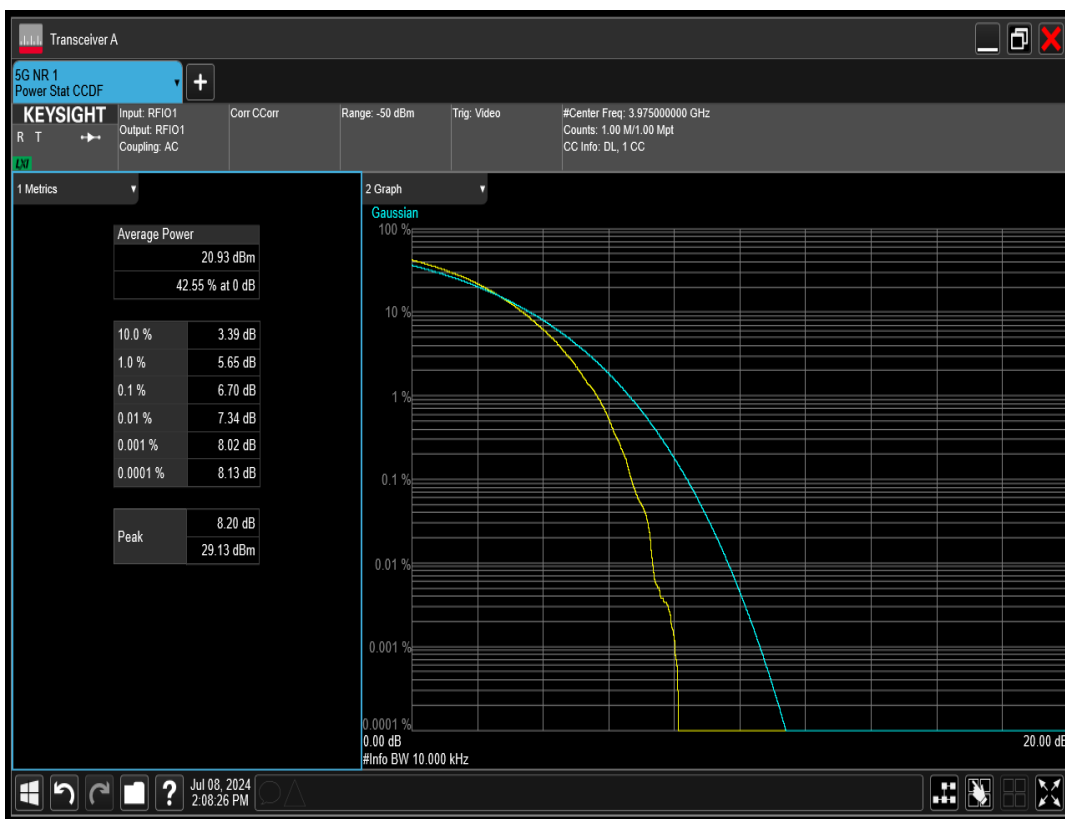 Transceiver A
5G NR 1
Power Stat CCDF
+
KEYSIGHT
R T
LXI
Input: RFIO1
Output: RFIO1
Coupling: AC
Corr CCorr
Range: -50 dBm
Trig: Video
#Center Freq: 3.975000000 GHz
Counts: 1.00 M/1.00 Mpt
CC Info: DL, 1 CC
1 Metrics
Average Power
20.93 dBm
42.55 % at 0 dB
10.0 % 3.39 dB
1.0 % 5.65 dB
0.1 % 6.70 dB
0.01 % 7.34 dB
0.001 % 8.02 dB
0.0001 % 8.13 dB
Peak
8.20 dB
29.13 dBm
2 Graph
Gaussian
100 %
10 %
1 %
0.1 %
0.01 %
0.001 %
0.0001 %
0.00 dB 20.00 dB
#Info BW 10.000 kHz
?
Jul 08, 2024
2:08:26 PM